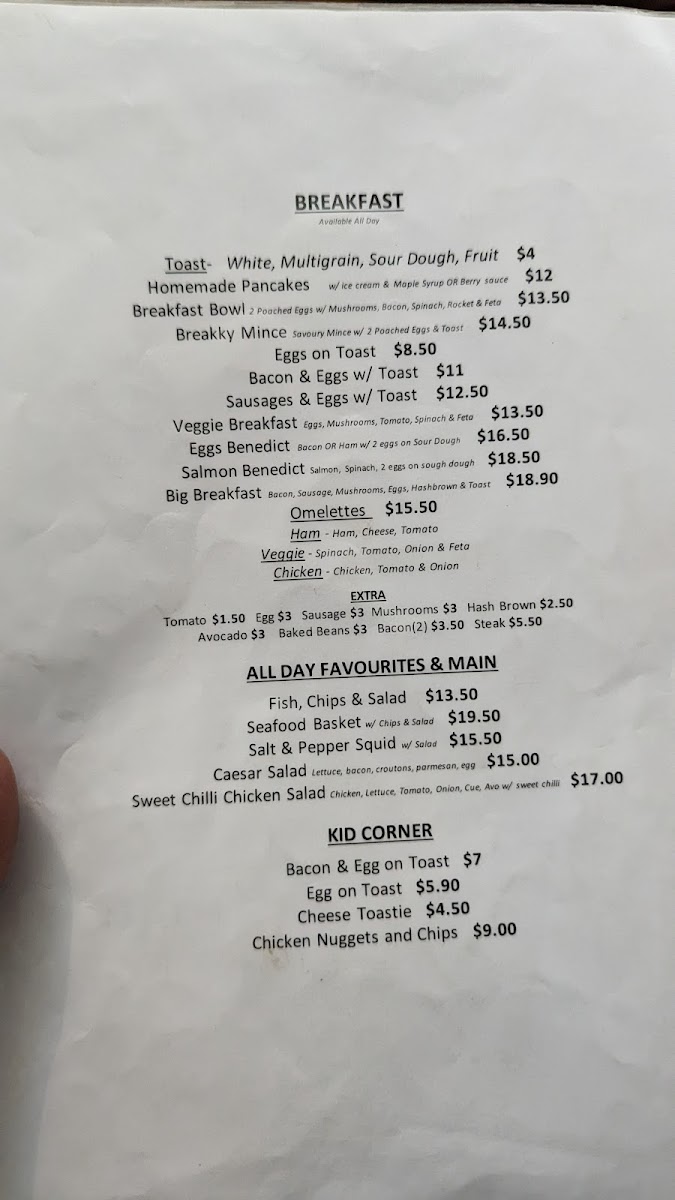 BREAKFAST
Available All Day
Toast- White, Multigrain, Sour Dough, Fruit $4
Homemade Pancakes w/ ice cream & Maple Syrup OR Berry sauce $12
Breakfast Bowl 2 Poached Eggs w/ Mushrooms, Bacon, Spinach, Rocket & Feta $13.50
Breakky Mince Savoury Mince w/ 2 Poached Eggs & Toast $14.50
Eggs on Toast $8.50
Bacon & Eggs w/ Toast $11
Sausages & Eggs w/ Toast $12.50
Veggie Breakfast Eggs, Mushrooms, Tomato, Spinach & Feta $13.50
Eggs Benedict Bacon OR Ham w/ 2 eggs on Sour Dough $16.50
Salmon Benedict Salmon, Spinach, 2 eggs on sough dough $18.50
Big Breakfast Bacon, Sausage, Mushrooms, Eggs, Hashbrown & Toast $18.90
Omelettes $15.50
Ham - Ham, Cheese, Tomato
Veggie - Spinach, Tomato, Onion & Feta
Chicken - Chicken, Tomato & Onion
EXTRA
Tomato $1.50 Egg $3 Sausage $3 Mushrooms $3 Hash Brown $2.50
Avocado $3 Baked Beans $3 Bacon(2) $3.50 Steak $5.50
ALL DAY FAVOURITES & MAIN
Fish, Chips & Salad $13.50
Seafood Basket w/ Chips & Salad $19.50
Salt & Pepper Squid w/ Salad $15.50
Caesar Salad Lettuce, bacon, croutons, parmesan, egg $15.00
Sweet Chilli Chicken Salad Chicken, Lettuce, Tomato, Onion, Cue, Avo w/ sweet chilli $17.00
KID CORNER
Bacon & Egg on Toast $7
Egg on Toast $5.90
Cheese Toastie $4.50
Chicken Nuggets and Chips $9.00